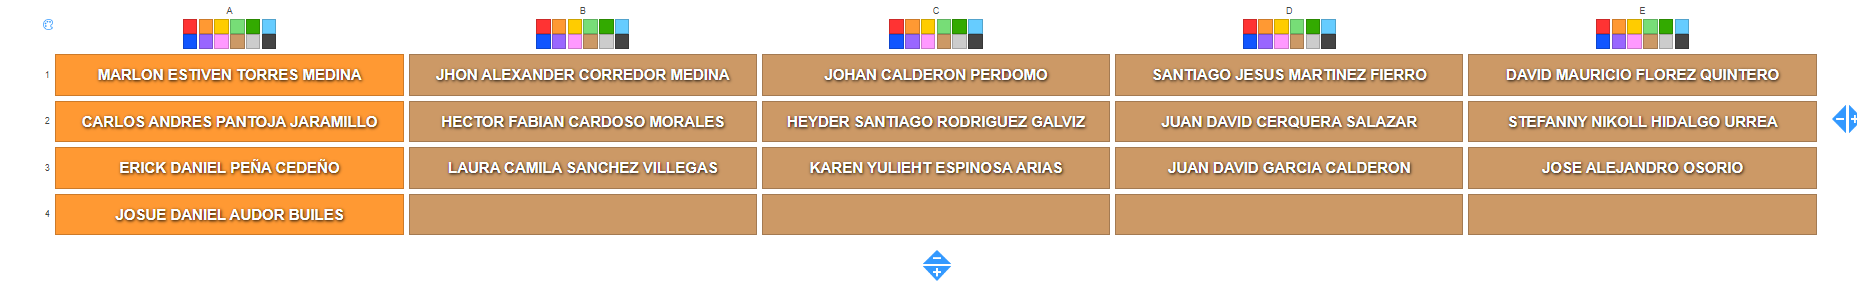 A B C D E
1 MARLON ESTIVEN TORRES MEDINA JHON ALEXANDER CORREDOR MEDINA JOHAN CALDERON PERDOMO SANTIAGO JESUS MARTINEZ FIERRO DAVID MAURICIO FLOREZ QUINTERO
2 CARLOS ANDRES PANTOJA JARAMILLO HECTOR FABIAN CARDOSO MORALES HEYDER SANTIAGO RODRIGUEZ GALVIZ JUAN DAVID CERQUERA SALAZAR STEFANNY NIKOLL HIDALGO URREA
3 ERICK DANIEL PEÑA CEDEÑO LAURA CAMILA SANCHEZ VILLEGAS KAREN YULIEHT ESPINOSA ARIAS JUAN DAVID GARCIA CALDERON JOSE ALEJANDRO OSORIO
4 JOSUE DANIEL AUDOR BUILES